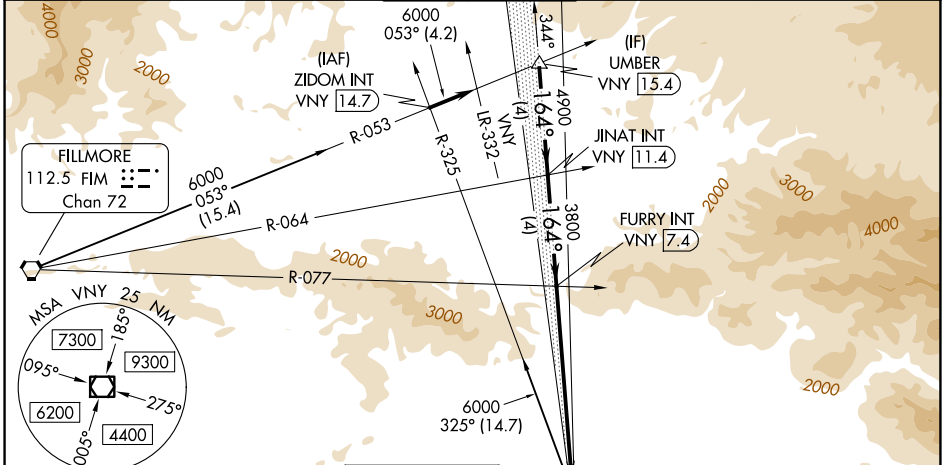 4000
3000
2000
6000
053° (4.2)
344°
(IAF)
ZIDOM INT
VNY 14.7
(IF)
UMBER
VNY 15.4
R-053
R-325
VNY
LR-332
(4)
164°
4900
JINAT INT
VNY 11.4
FILLMORE
112.5 FIM
Chan 72
6000
053°
(15.4)
R-064
164°
(4)
3800
FURRY INT
VNY 7.4
2000
3000
4000
2000
R-077
3000
2000
MSA VNY 25 NM
7300
185°
9300
095°
275°
6200
4400
005°
6000
325° (14.7)